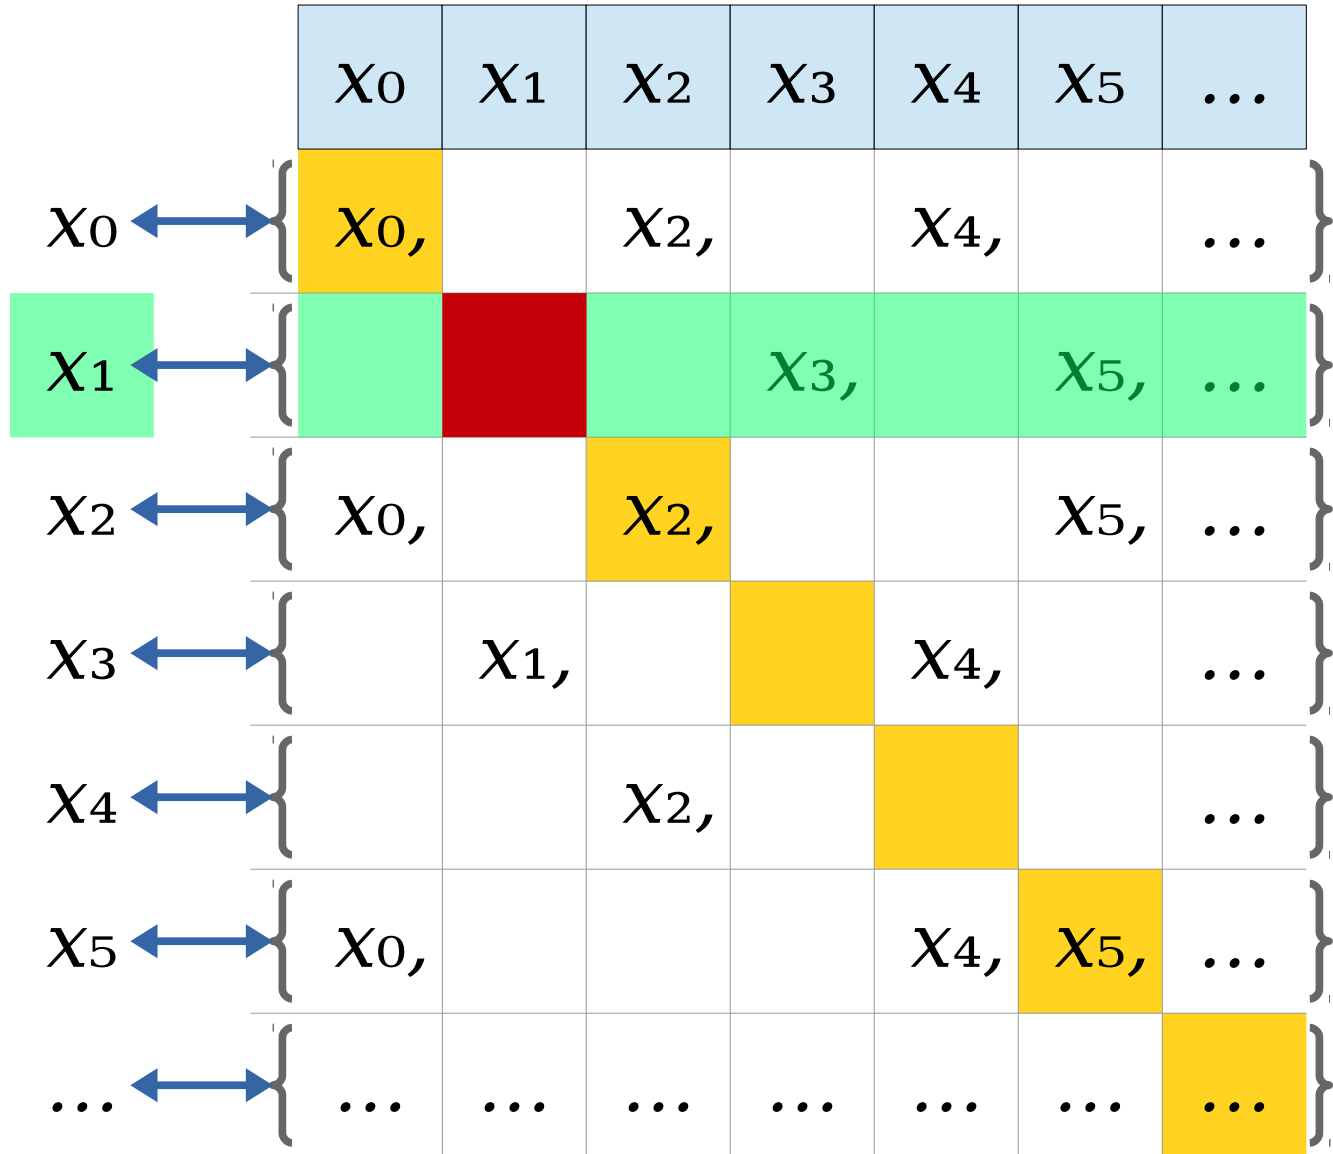 x₀ x₁ x₂ x₃ x₄ x₅ ...
x₀ { x₀, x₂, x₄, ... }
x₁ { x₃, x₅, ... }
x₂ { x₀, x₂, x₅, ... }
x₃ { x₁, x₄, ... }
x₄ { x₂, ... }
x₅ { x₀, x₄, x₅, ... }
... { ... ... ... ... ... ... ... }